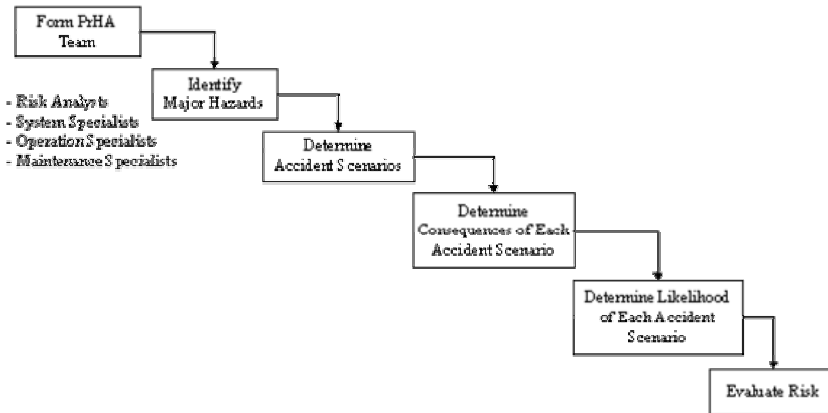 Form PrHA
Team
Identify
Major Hazards
- Risk Analysts
- System Specialists
- Operation Specialists
- Maintenance Specialists
Determine
Accident Scenarios
Determine
Consequences of Each
Accident Scenario
Determine Likelihood
of Each Accident
Scenario
Evaluate Risk